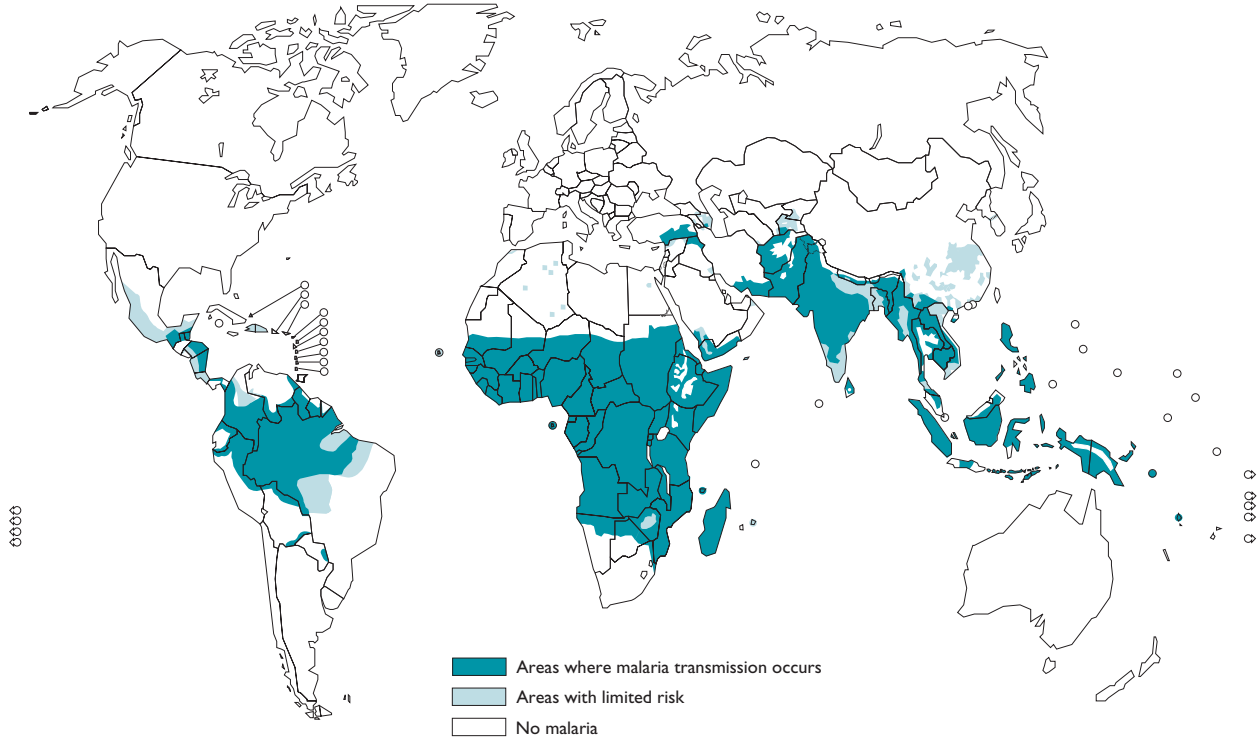 Areas where malaria transmission occurs
Areas with limited risk
No malaria